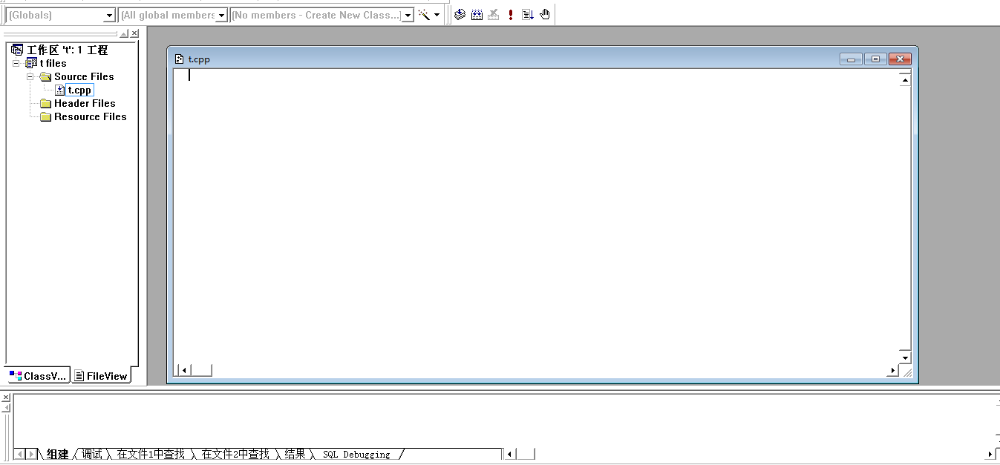 (Globals)
(All global members
(No members - Create New Class...)
工作区 't': 1 工程
t files
Source Files
t.cpp
Header Files
Resource Files
t.cpp
ClassV...
FileView
组建
调试
在文件1中查找
在文件2中查找
结果
SQL Debugging